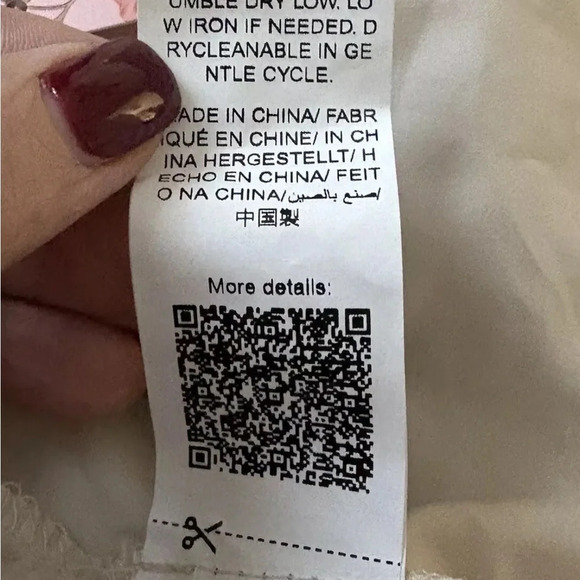 UMBLE DRY LOW. LO
W IRON IF NEEDED. D
RYCLEANABLE IN GE
NTLE CYCLE.
ADE IN CHINA/ FABR
IQUÉ EN CHINE/ IN CH
INA HERGESTELLT/ H
ECHO EN CHINA/ FEIT
O NA CHINA/صنع بالصين/
中国製
More details: